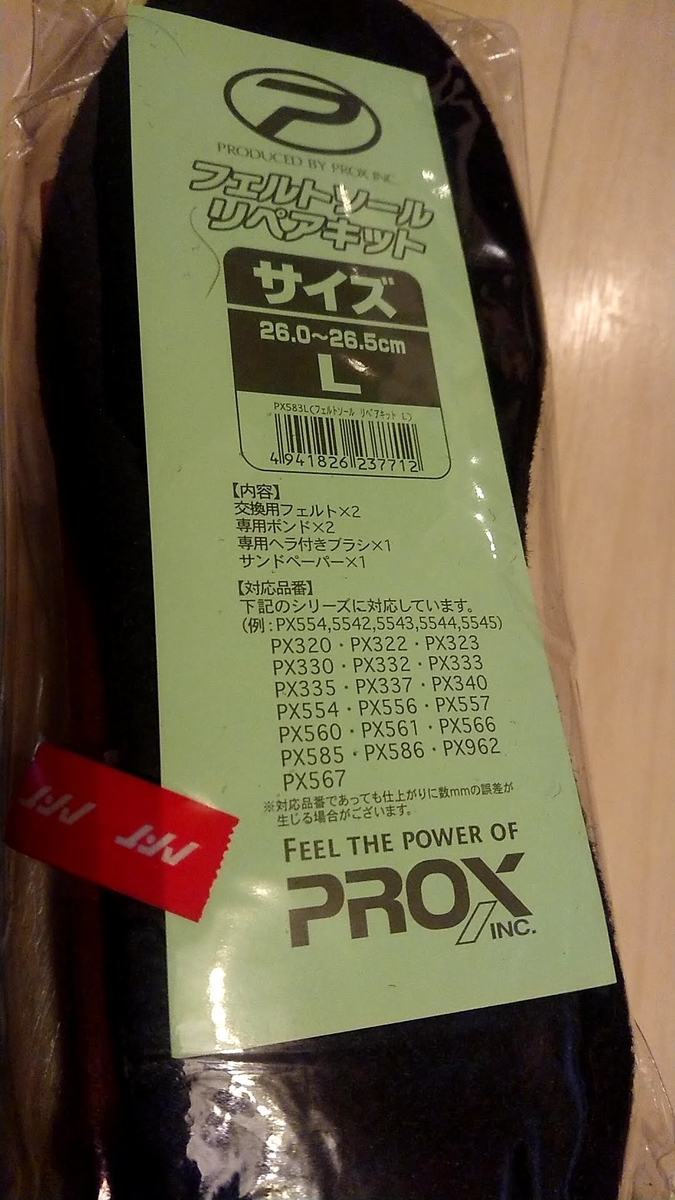 PRODUCED BY PROX INC.
フェルトソール
リペアキット
サイズ
26.0～26.5cm
L
PX583L(フェルトソール リペアキット L)
4 941826 237712
【内容】
交換用フェルト×2
専用ボンド×2
専用ヘラ付きブラシ×1
サンドペーパー×1
【対応品番】
下記のシリーズに対応しています。
(例:PX554,5542,5543,5544,5545)
PX320・PX322・PX323
PX330・PX332・PX333
PX335・PX337・PX340
PX554・PX556・PX557
PX560・PX561・PX566
PX585・PX586・PX962
PX567
※対応品番であっても仕上がりに数mmの誤差が
生じる場合がございます。
FEEL THE POWER OF
PROX
INC.